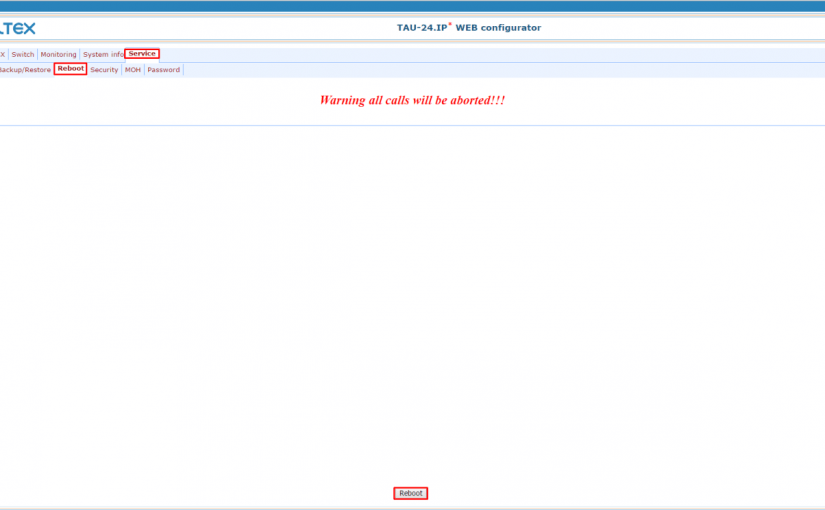 LTEX
TAU-24.IP* WEB configurator
X Switch Monitoring System info Service
Backup/Restore Reboot Security MOH Password
Warning all calls will be aborted!!!
Reboot